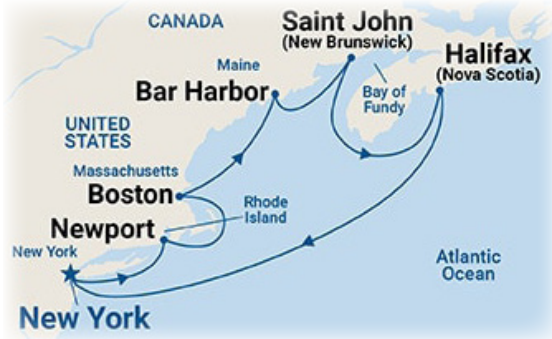 CANADA
Saint John
(New Brunswick)
Halifax
(Nova Scotia)
Maine
Bar Harbor
Bay of
Fundy
UNITED
STATES
Massachusetts
Boston
Rhode
Island
Newport
New York
Atlantic
Ocean
New York